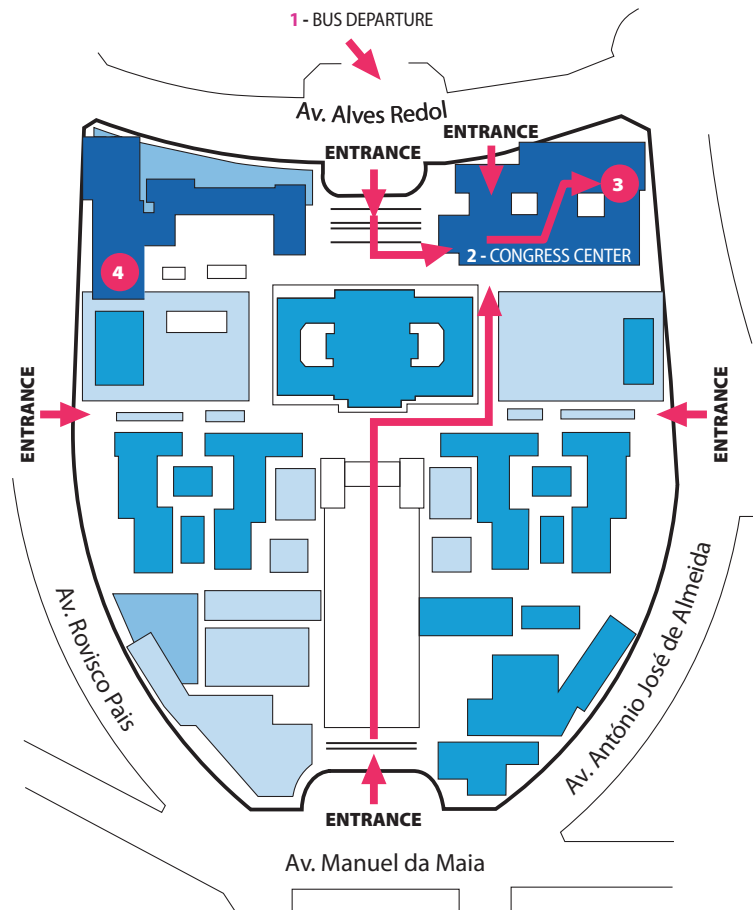 1 - BUS DEPARTURE
Av. Alves Redol
ENTRANCE
ENTRANCE
3
2 - CONGRESS CENTER
4
ENTRANCE
ENTRANCE
Av. Rovisco Pais
Av. António José de Almeida
ENTRANCE
Av. Manuel da Maia